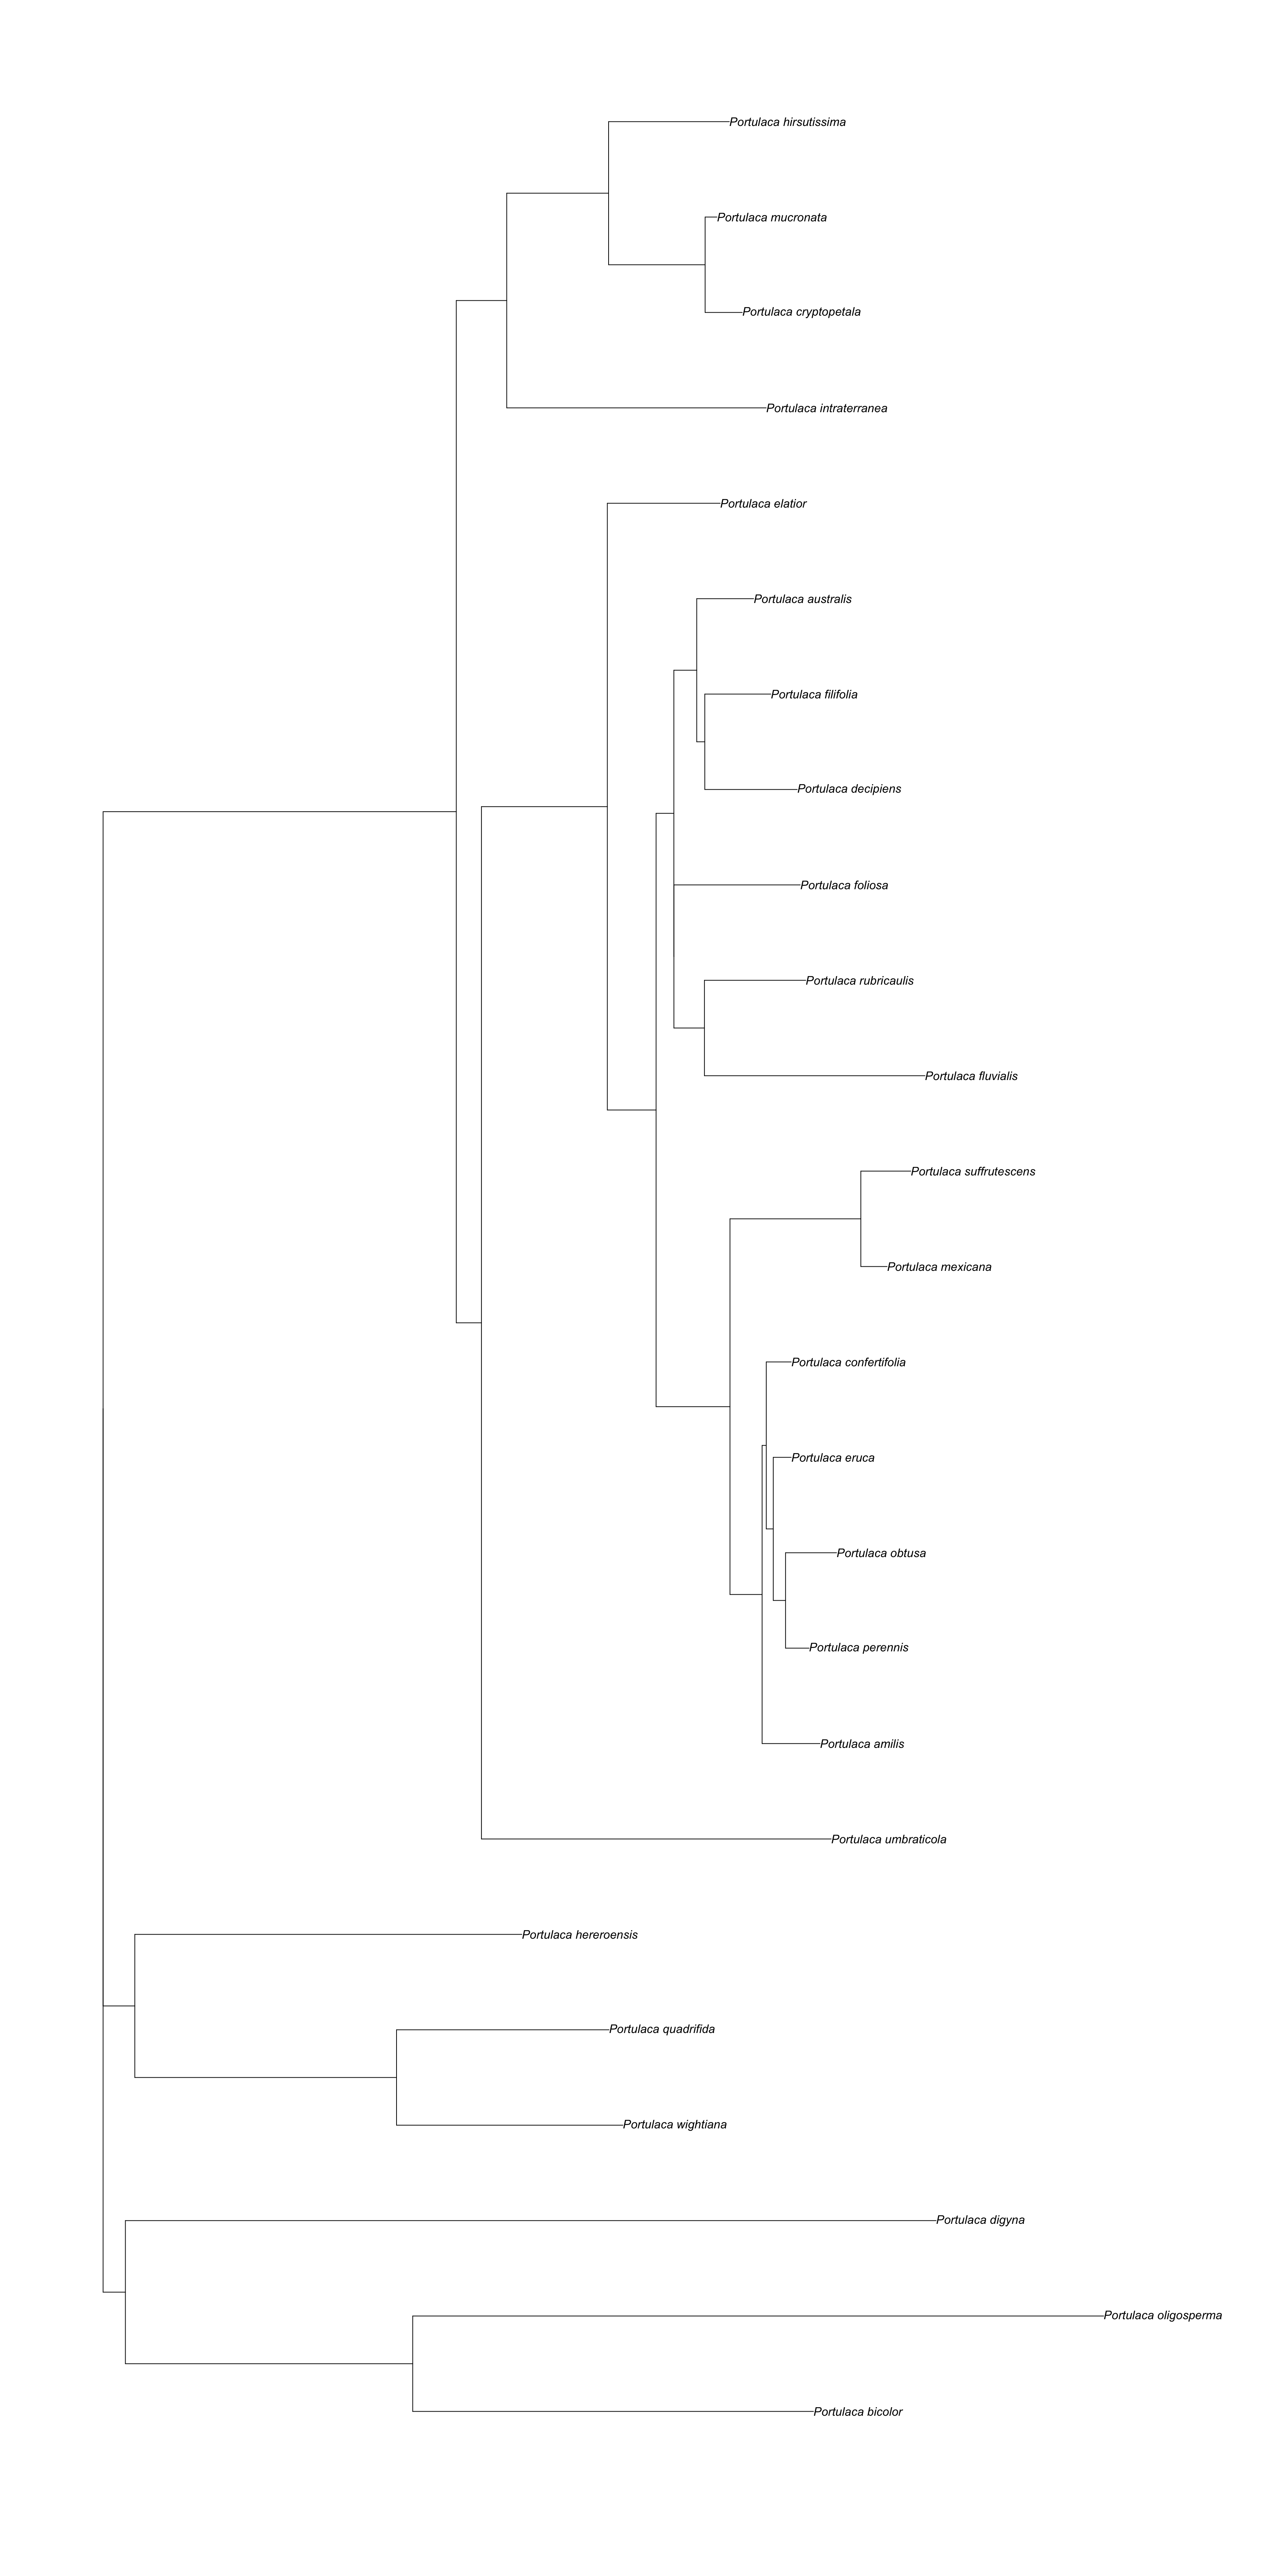 Portulaca hirsutissima
Portulaca mucronata
Portulaca cryptopetala
Portulaca intraterranea
Portulaca elatior
Portulaca australis
Portulaca filifolia
Portulaca decipiens
Portulaca foliosa
Portulaca rubricaulis
Portulaca fluvialis
Portulaca suffrutescens
Portulaca mexicana
Portulaca confertifolia
Portulaca eruca
Portulaca obtusa
Portulaca perennis
Portulaca amilis
Portulaca umbraticola
Portulaca hereroensis
Portulaca quadrifida
Portulaca wightiana
Portulaca digyna
Portulaca oligosperma
Portulaca bicolor